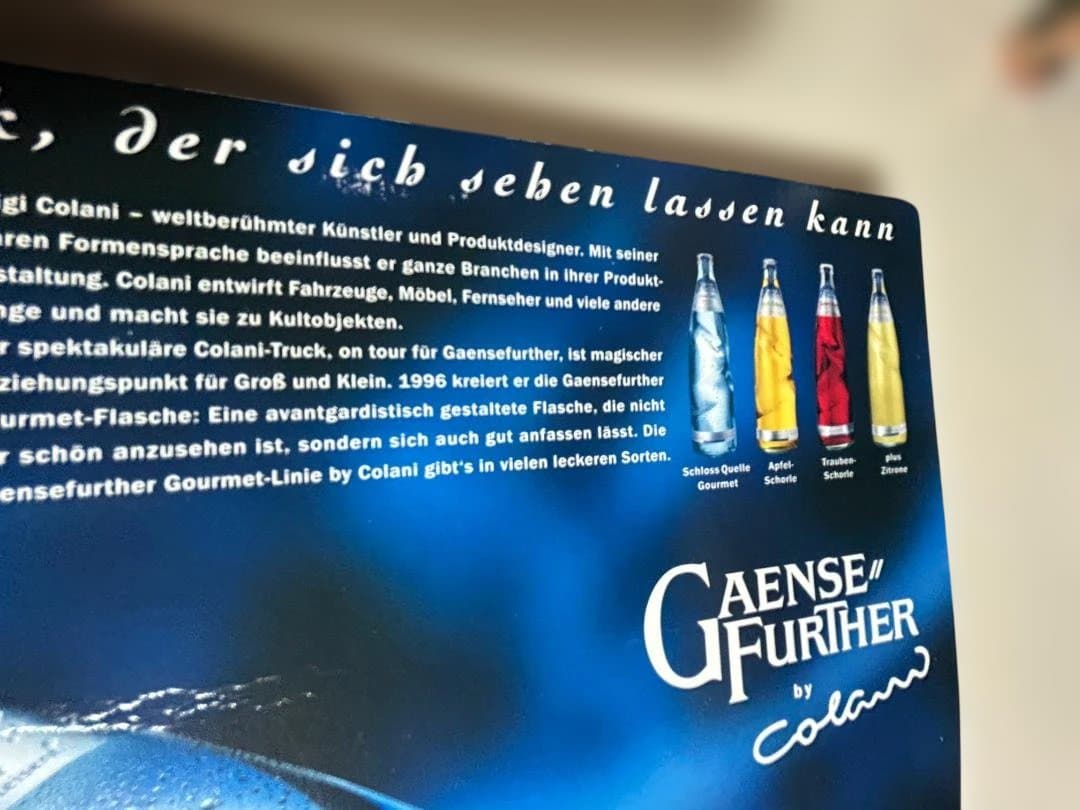 , der sich sehen lassen kann
Colani – weltberühmter Künstler und Produktdesigner. Mit seiner
Formensprache beeinflusst er ganze Branchen in ihrer Produkt-
staltung. Colani entwirft Fahrzeuge, Möbel, Fernseher und viele andere
nge und macht sie zu Kultobjekten.
r spektakuläre Colani-Truck, on tour für Gaensefurther, ist magischer
ziehungspunkt für Groß und Klein. 1996 kreiert er die Gaensefurther
urmet-Flasche: Eine avantgardistisch gestaltete Flasche, die nicht
r schön anzusehen ist, sondern sich auch gut anfassen lässt. Die
ensefurther Gourmet-Linie by Colani gibt's in vielen leckeren Sorten.
Schloss Quelle
Gourmet
Apfel-
Schorle
Trauben-
Schorle
plus
Zitrone
GAENSE
FURTHER
by
Colani